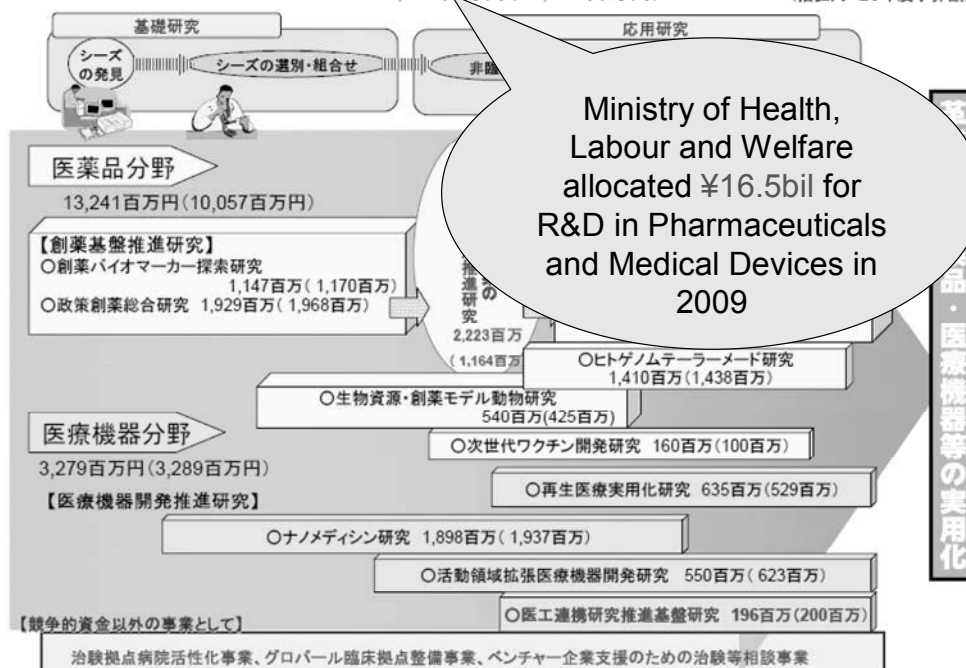 基礎研究
応用研究
シーズ
の発見
シーズの選別・組合せ
Ministry of Health,
Labour and Welfare
allocated ¥16.5bil for
R&D in Pharmaceuticals
and Medical Devices in
2009
医薬品分野
13,241百万円(10,057百万円)
【創薬基盤推進研究】
○創薬バイオマーカー探索研究
1,147百万( 1,170百万)
○政策創薬総合研究 1,929百万( 1,968百万)
推進研究
の
2,223百万
( 1,164百万)
○ヒトゲノムテーラーメード研究
1,410百万(1,438百万)
○生物資源・創薬モデル動物研究
540百万(425百万)
医療機器分野
3,279百万円(3,289百万円)
○次世代ワクチン開発研究 160百万(100百万)
【医療機器開発推進研究】
○再生医療実用化研究 635百万(529百万)
○ナノメディシン研究 1,898百万( 1,937百万)
○活動領域拡張医療機器開発研究 550百万( 623百万)
○医工連携研究推進基盤研究 196百万(200百万)
品・医療機器等の実用化
【競争的資金以外の事業として】
治験拠点病院活性化事業、グロバール臨床拠点整備事業、ベンチャー企業支援のための治験等相談事業